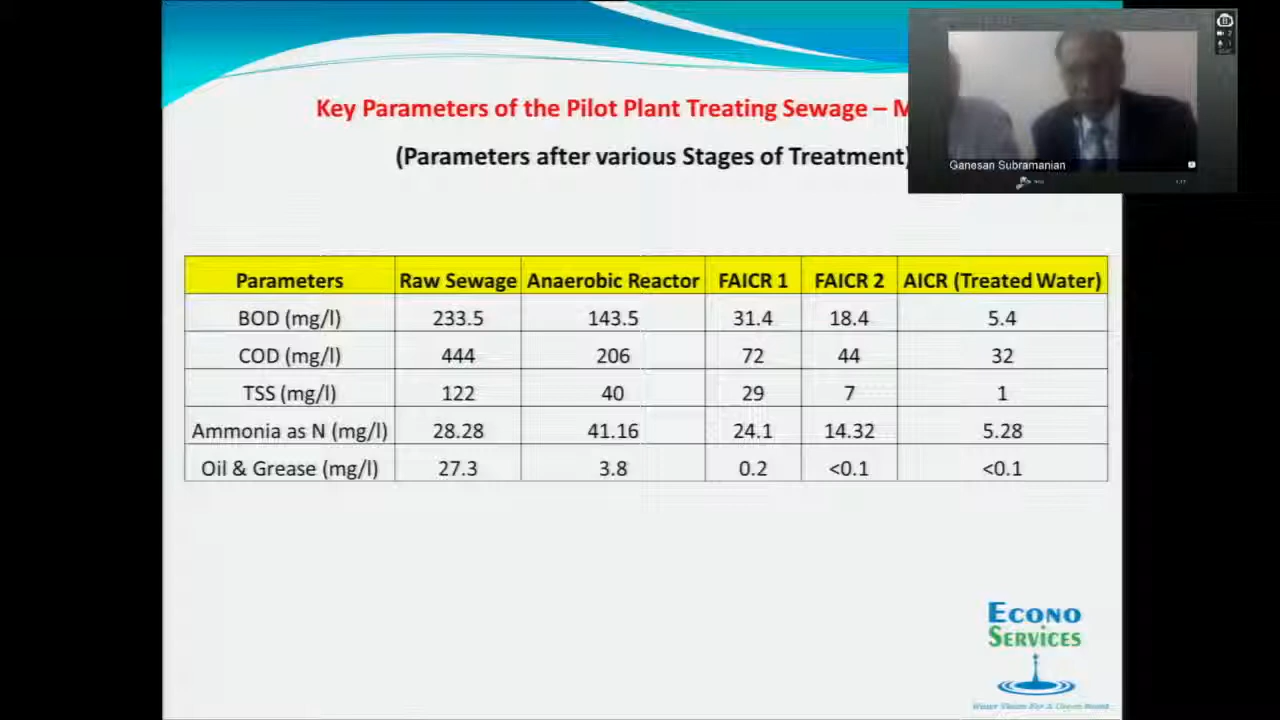 Key Parameters of the Pilot Plant Treating Sewage – M
(Parameters after various Stages of Treatment)
Ganesan Subramanian
Parameters Raw Sewage Anaerobic Reactor FAICR 1 FAICR 2 AICR (Treated Water)
BOD (mg/l) 233.5 143.5 31.4 18.4 5.4
COD (mg/l) 444 206 72 44 32
TSS (mg/l) 122 40 29 7 1
Ammonia as N (mg/l) 28.28 41.16 24.1 14.32 5.28
Oil & Grease (mg/l) 27.3 3.8 0.2 <0.1 <0.1
ECONO
SERVICES